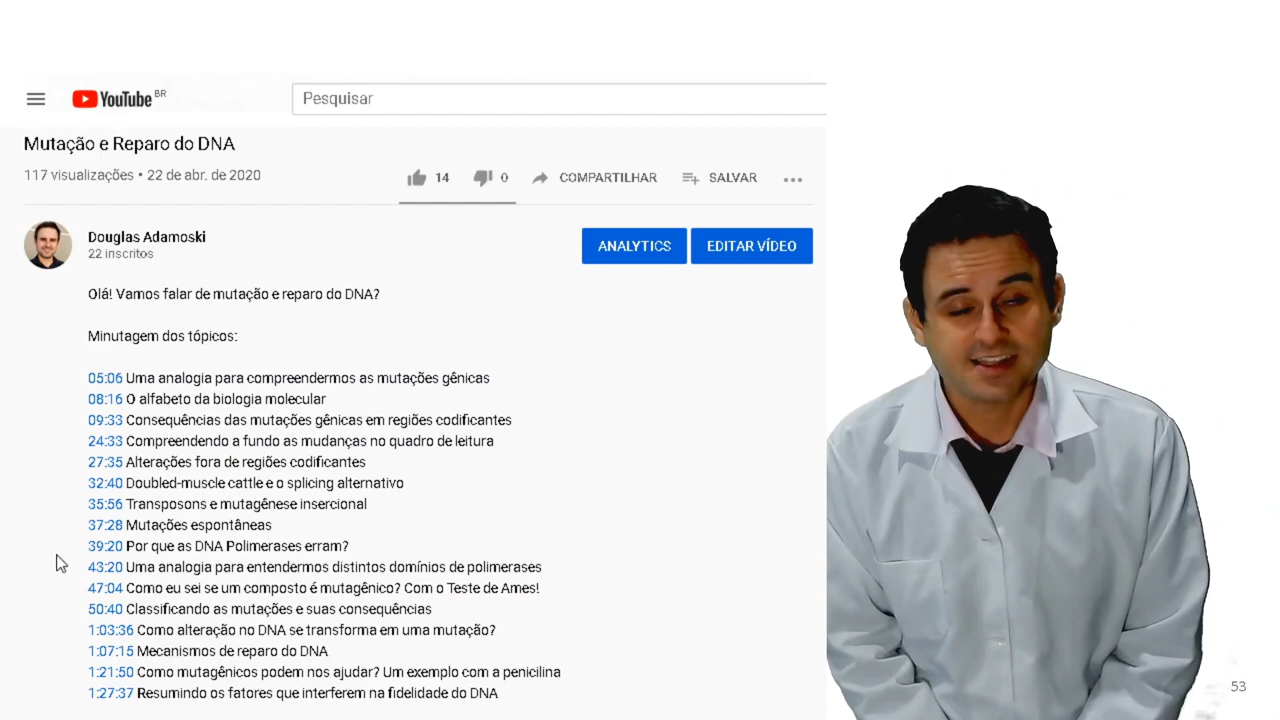 YouTube BR
Pesquisar
Mutação e Reparo do DNA
117 visualizações • 22 de abr. de 2020
14 0 COMPARTILHAR SALVAR
Douglas Adamoski
22 inscritos
ANALYTICS EDITAR VÍDEO
Olá! Vamos falar de mutação e reparo do DNA?
Minutagem dos tópicos:
05:06 Uma analogia para compreendermos as mutações gênicas
08:16 O alfabeto da biologia molecular
09:33 Consequências das mutações gênicas em regiões codificantes
24:33 Compreendendo a fundo as mudanças no quadro de leitura
27:35 Alterações fora de regiões codificantes
32:40 Doubled-muscle cattle e o splicing alternativo
35:56 Transposons e mutagênese insercional
37:28 Mutações espontâneas
39:20 Por que as DNA Polimerases erram?
43:20 Uma analogia para entendermos distintos domínios de polimerases
47:04 Como eu sei se um composto é mutagênico? Com o Teste de Ames!
50:40 Classificando as mutações e suas consequências
1:03:36 Como alteração no DNA se transforma em uma mutação?
1:07:15 Mecanismos de reparo do DNA
1:21:50 Como mutagênicos podem nos ajudar? Um exemplo com a penicilina
1:27:37 Resumindo os fatores que interferem na fidelidade do DNA
53